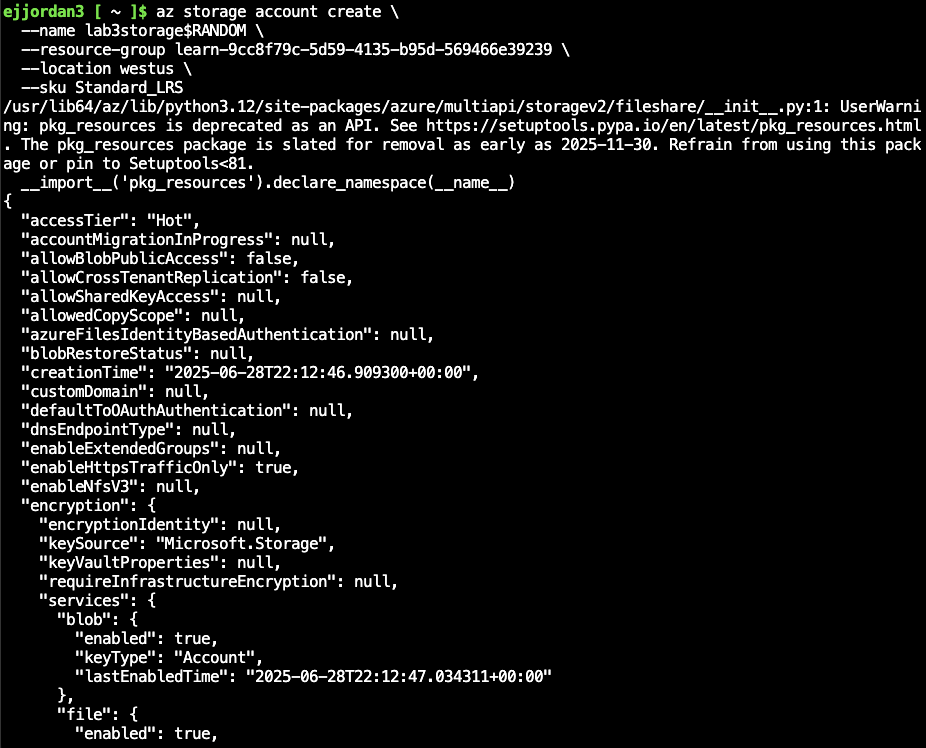 ejjordan3 [ ~ ]$ az storage account create \
  --name lab3storage$RANDOM \
  --resource-group learn-9cc8f79c-5d59-4135-b95d-569466e39239 \
  --location westus \
  --sku Standard_LRS
/usr/lib64/az/lib/python3.12/site-packages/azure/multiapi/storagev2/fileshare/__init__.py:1: UserWarni
ng: pkg_resources is deprecated as an API. See https://setuptools.pypa.io/en/latest/pkg_resources.html
. The pkg_resources package is slated for removal as early as 2025-11-30. Refrain from using this pack
age or pin to Setuptools<81.
  __import__('pkg_resources').declare_namespace(__name__)
{
  "accessTier": "Hot",
  "accountMigrationInProgress": null,
  "allowBlobPublicAccess": false,
  "allowCrossTenantReplication": false,
  "allowSharedKeyAccess": null,
  "allowedCopyScope": null,
  "azureFilesIdentityBasedAuthentication": null,
  "blobRestoreStatus": null,
  "creationTime": "2025-06-28T22:12:46.909300+00:00",
  "customDomain": null,
  "defaultToOAuthAuthentication": null,
  "dnsEndpointType": null,
  "enableExtendedGroups": null,
  "enableHttpsTrafficOnly": true,
  "enableNfsV3": null,
  "encryption": {
    "encryptionIdentity": null,
    "keySource": "Microsoft.Storage",
    "keyVaultProperties": null,
    "requireInfrastructureEncryption": null,
    "services": {
      "blob": {
        "enabled": true,
        "keyType": "Account",
        "lastEnabledTime": "2025-06-28T22:12:47.034311+00:00"
      },
      "file": {
        "enabled": true,